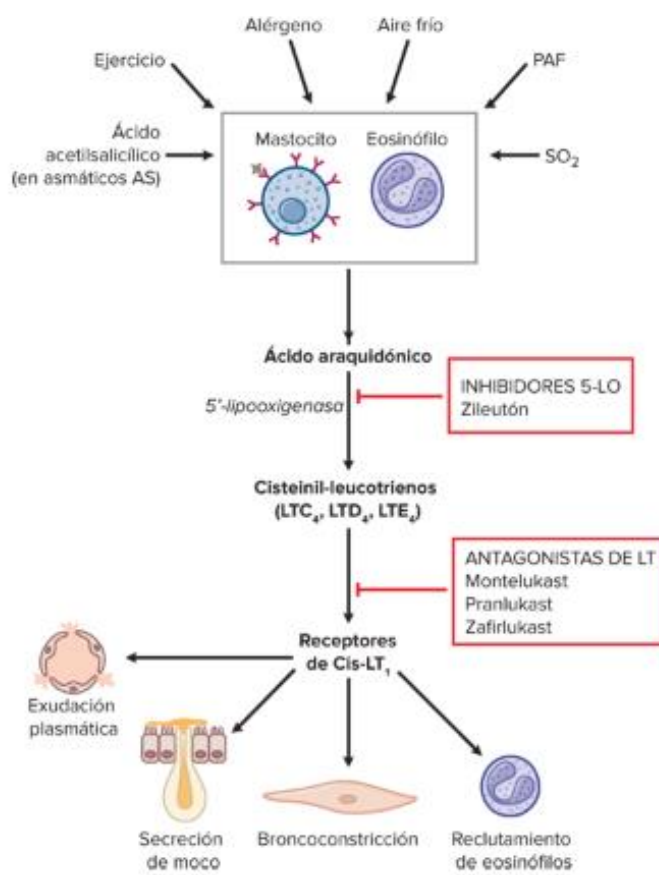 Alérgeno
Aire frío
Ejercicio
PAF
Ácido
acetilsalicílico
(en asmáticos AS)
Mastocito
Eosinófilo
SO₂
Ácido araquidónico
5'-lipooxigenasa
INHIBIDORES 5-LO
Zileutón
Cisteinil-leucotrienos
(LTC₄, LTD₄, LTE₄)
ANTAGONISTAS DE LT
Montelukast
Pranlukast
Zafirlukast
Receptores
de Cis-LT₁
Exudación
plasmática
Secreción
de moco
Broncoconstricción
Reclutamiento
de eosinófilos